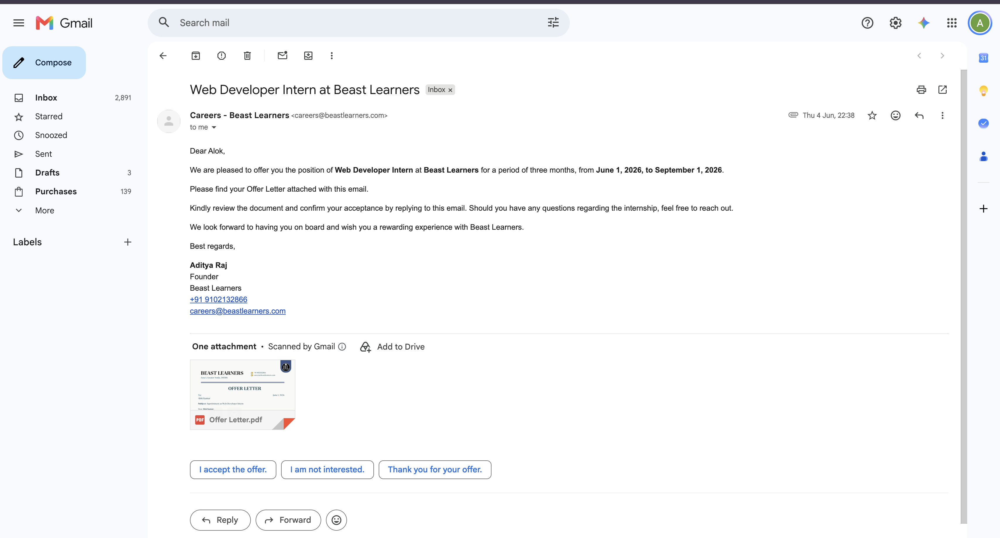 Gmail
Search mail
A
Compose
Inbox 2,891
Starred
Snoozed
Sent
Drafts 3
Purchases 139
More
Labels
31
Web Developer Intern at Beast Learners Inbox x
Careers - Beast Learners <careers@beastlearners.com>
Thu 4 Jun, 22:38
to me
Dear Alok,
We are pleased to offer you the position of Web Developer Intern at Beast Learners for a period of three months, from June 1, 2026, to September 1, 2026.
Please find your Offer Letter attached with this email.
Kindly review the document and confirm your acceptance by replying to this email. Should you have any questions regarding the internship, feel free to reach out.
We look forward to having you on board and wish you a rewarding experience with Beast Learners.
Best regards,
Aditya Raj
Founder
Beast Learners
+91 9102132866
careers@beastlearners.com
One attachment • Scanned by Gmail
Add to Drive
BL
BEAST LEARNERS
+91 9102132866
Zeta I, Greater Noida, 201306
careers@beastlearners.com
OFFER LETTER
To:
June 1, 2026
Alok Kumar
Subject: Appointment as Web Developer Intern
Dear Alok Kumar,
PDF Offer Letter.pdf
I accept the offer.
I am not interested.
Thank you for your offer.
Reply
Forward